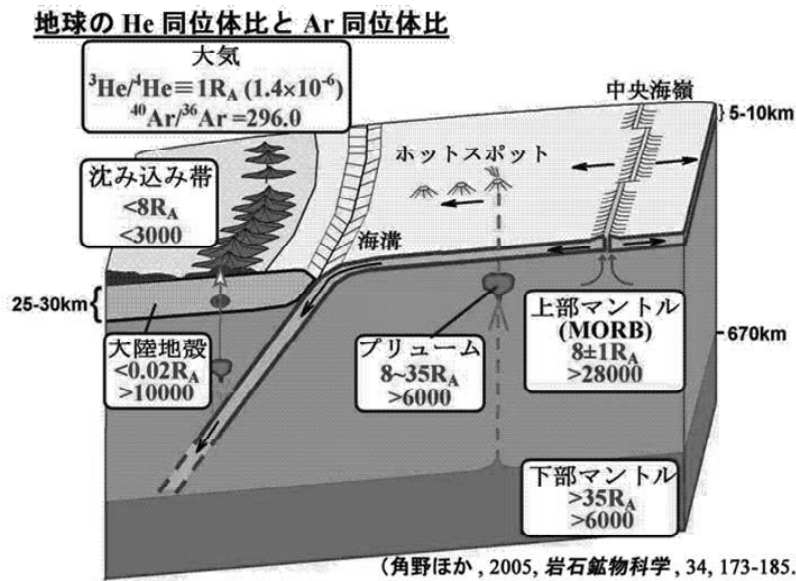 地球の He 同位体比と Ar 同位体比
大気
³He/⁴He≡1R_A (1.4×10⁻⁶)
⁴⁰Ar/³⁶Ar =296.0
中央海嶺
5-10km
ホットスポット
沈み込み帯
<8R_A
<3000
海溝
25-30km
大陸地殻
<0.02R_A
>10000
プリューム
8~35R_A
>6000
上部マントル
(MORB)
8±1R_A
>28000
670km
下部マントル
>35R_A
>6000
(角野ほか , 2005, 岩石鉱物科学 , 34, 173-185.